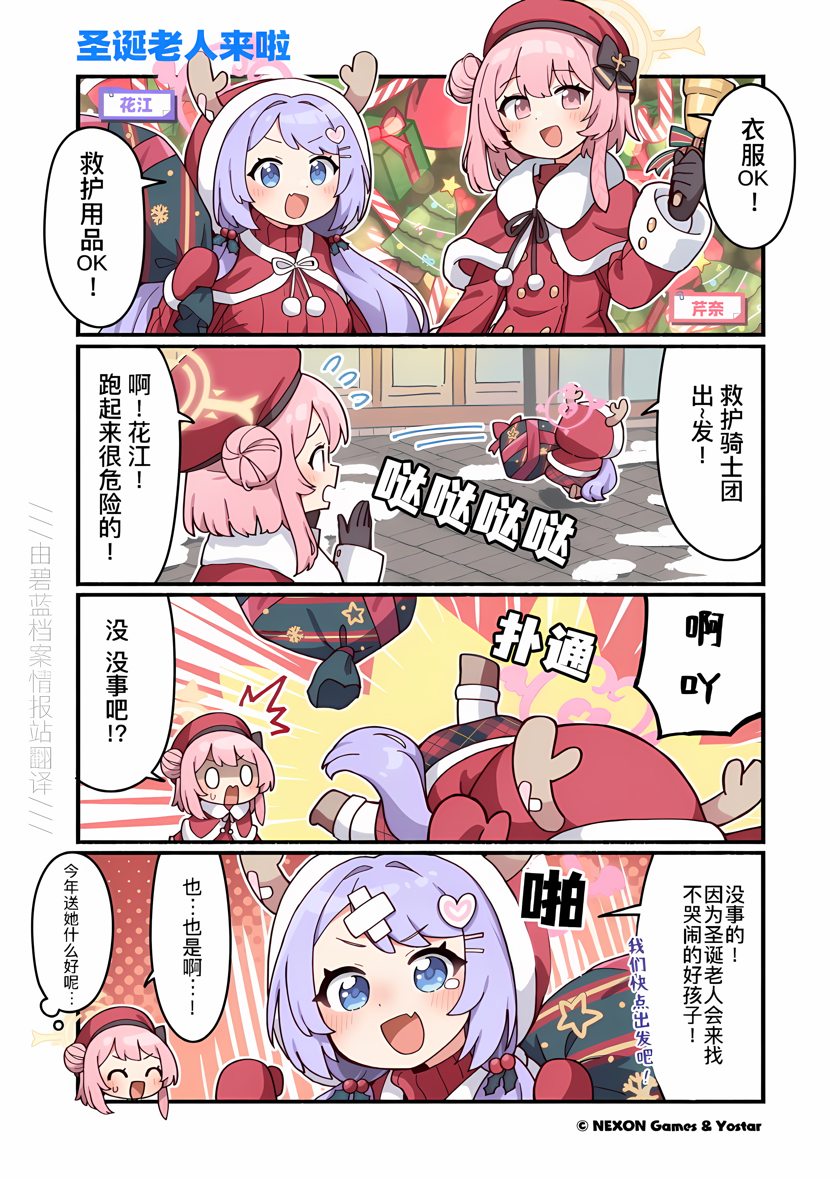 圣诞老人来啦
花江
衣服
OK！
救护用品
OK！
芹奈
救护骑士团
出~发！
啊！花江！
跑起来很危险的！
哒哒哒哒
啊
吖
扑通
没 没事吧!?
没事的！
因为圣诞老人会来找
不哭闹的好孩子！
我们快点出发吧！
啪
也…也是啊…！
今年送她什么好呢…
///由碧蓝档案情报站翻译///
© NEXON Games & Yostar